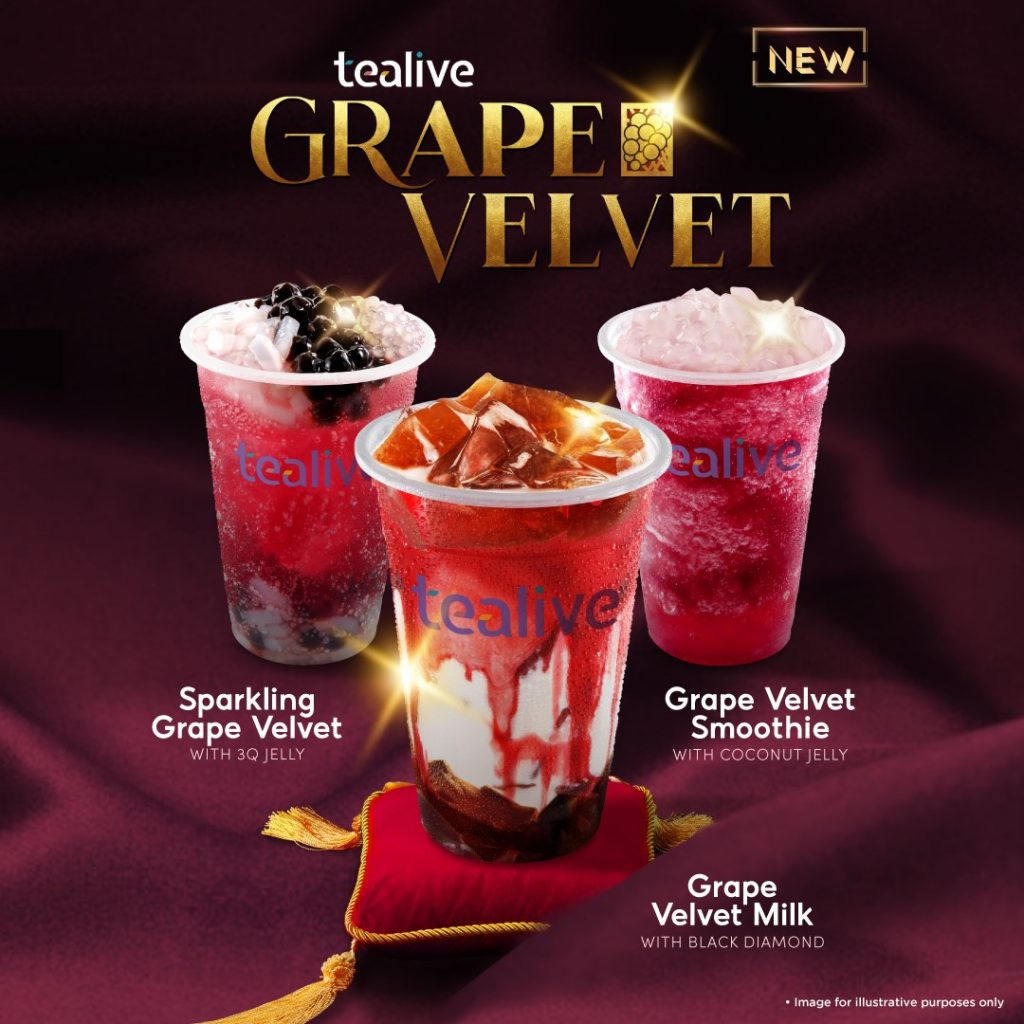 tealive
NEW
GRAPE
VELVET
tealive
tealive
tealive
Sparkling
Grape Velvet
WITH 3Q JELLY
Grape Velvet
Smoothie
WITH COCONUT JELLY
Grape
Velvet Milk
WITH BLACK DIAMOND
• Image for illustrative purposes only